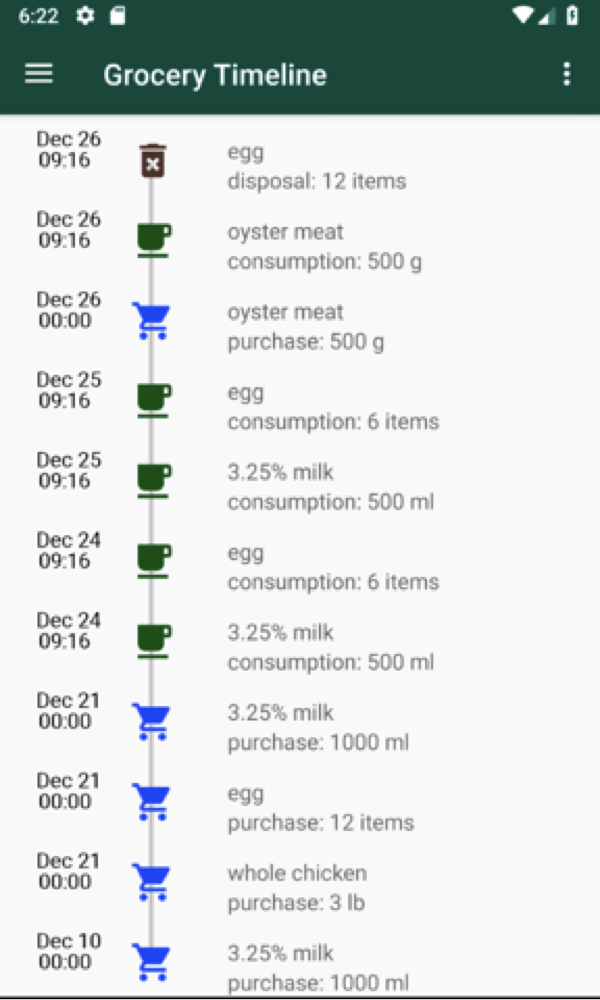 6:22
Grocery Timeline
Dec 26
09:16
egg
disposal: 12 items
Dec 26
09:16
oyster meat
consumption: 500 g
Dec 26
00:00
oyster meat
purchase: 500 g
Dec 25
09:16
egg
consumption: 6 items
Dec 25
09:16
3.25% milk
consumption: 500 ml
Dec 24
09:16
egg
consumption: 6 items
Dec 24
09:16
3.25% milk
consumption: 500 ml
Dec 21
00:00
3.25% milk
purchase: 1000 ml
Dec 21
00:00
egg
purchase: 12 items
Dec 21
00:00
whole chicken
purchase: 3 lb
Dec 10
00:00
3.25% milk
purchase: 1000 ml